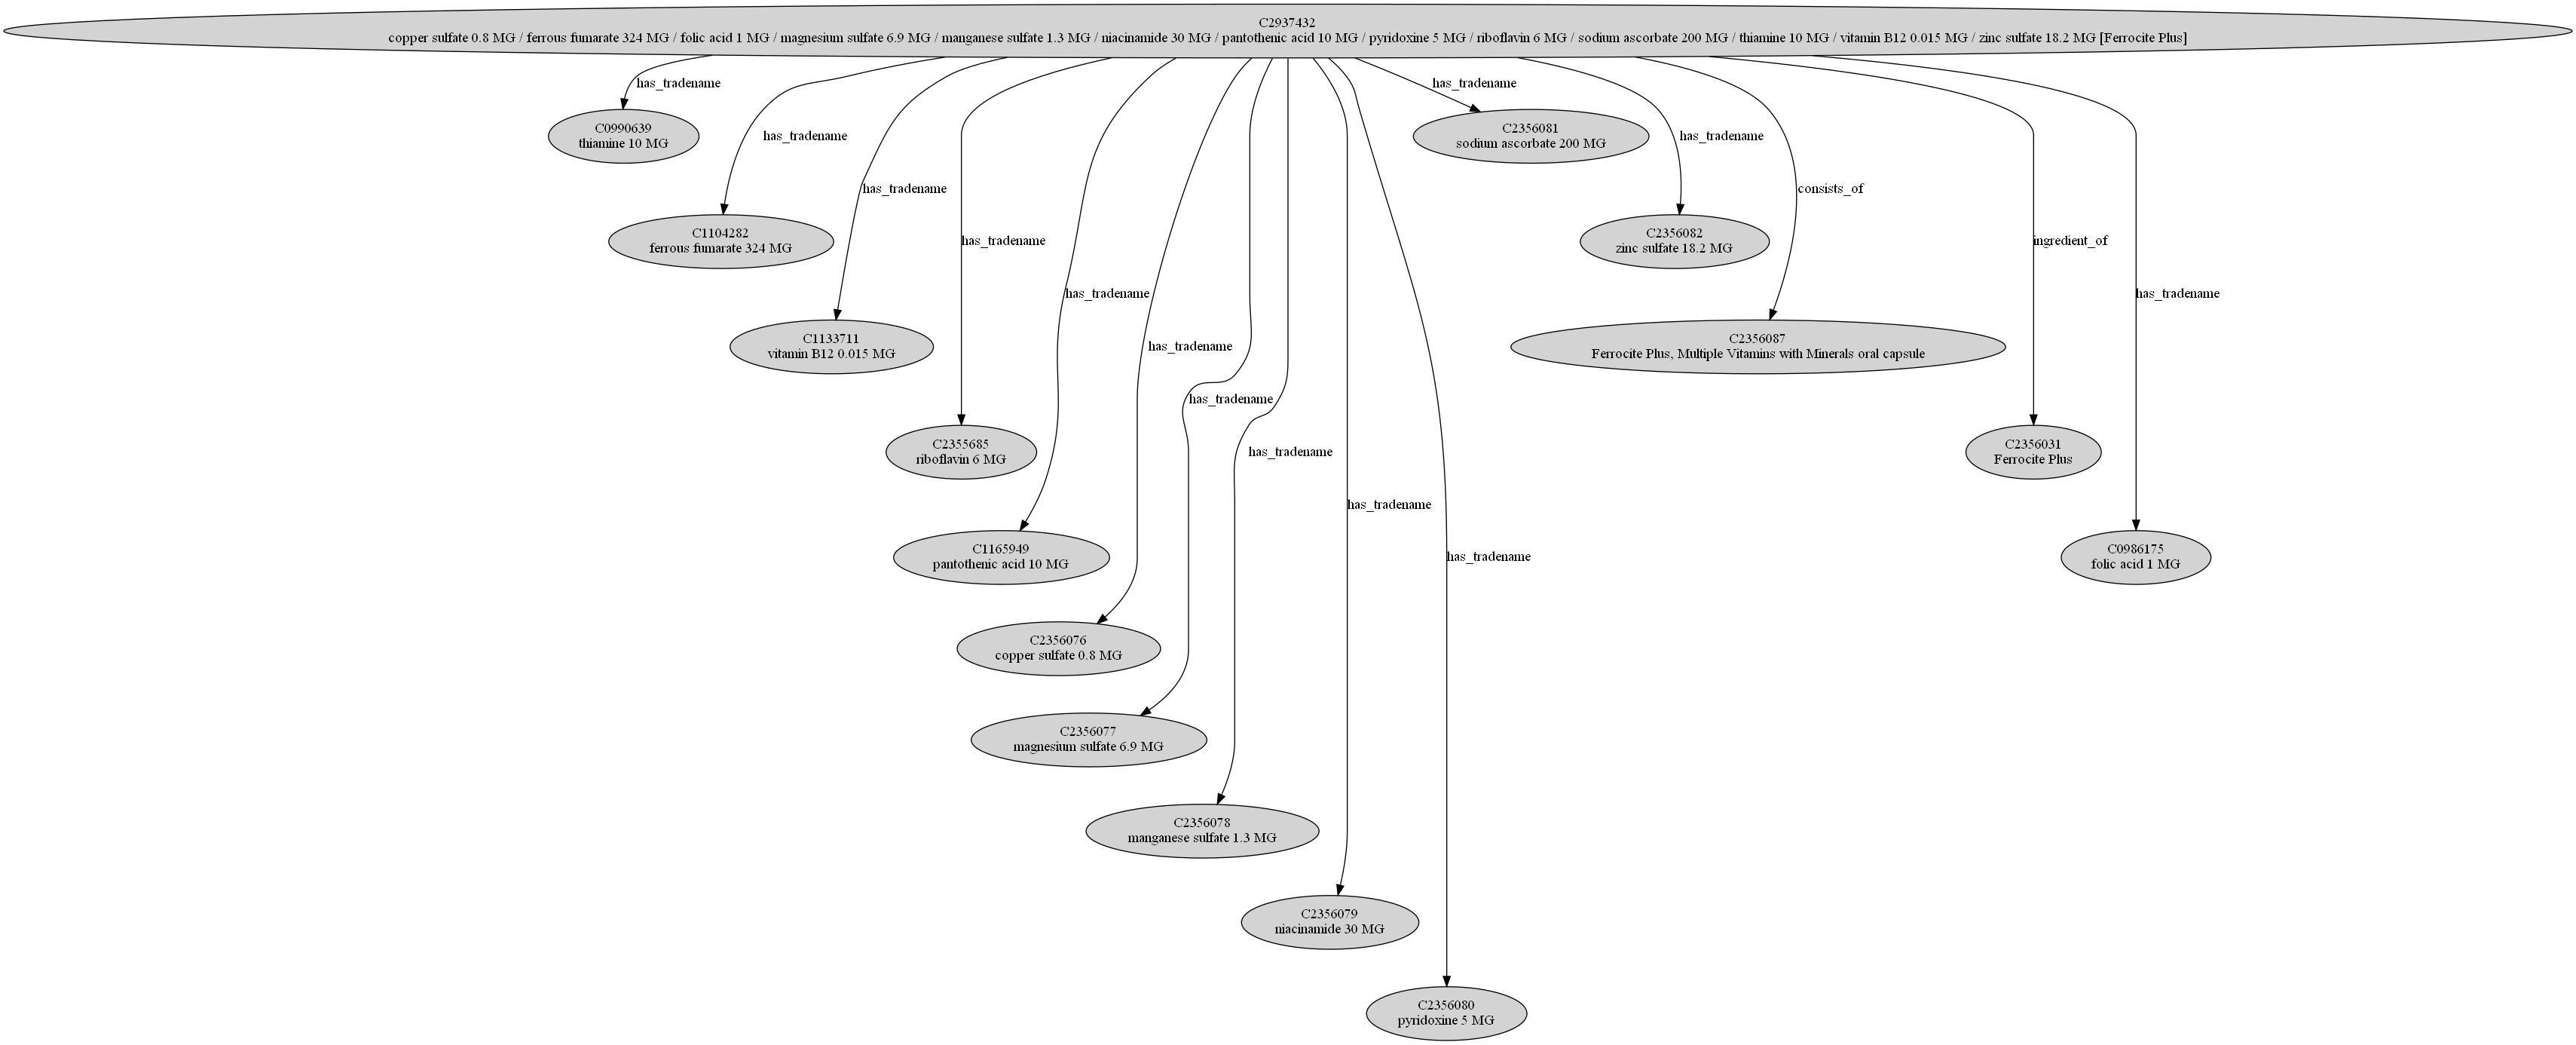 C2937432
copper sulfate 0.8 MG / ferrous fumarate 324 MG / folic acid 1 MG / magnesium sulfate 6.9 MG / manganese sulfate 1.3 MG / niacinamide 30 MG / pantothenic acid 10 MG / pyridoxine 5 MG / riboflavin 6 MG / sodium ascorbate 200 MG / thiamine 10 MG / vitamin B12 0.015 MG / zinc sulfate 18.2 MG [Ferrocite Plus]
has_tradename
has_tradename
C0990639
thiamine 10 MG
C2356081
sodium ascorbate 200 MG
has_tradename
has_tradename
has_tradename
consists_of
C1104282
ferrous fumarate 324 MG
C2356082
zinc sulfate 18.2 MG
has_tradename
ingredient_of
has_tradename
has_tradename
C1133711
vitamin B12 0.015 MG
has_tradename
C2356087
Ferrocite Plus, Multiple Vitamins with Minerals oral capsule
has_tradename
C2355685
riboflavin 6 MG
has_tradename
C2356031
Ferrocite Plus
has_tradename
C1165949
pantothenic acid 10 MG
has_tradename
C0986175
folic acid 1 MG
C2356076
copper sulfate 0.8 MG
C2356077
magnesium sulfate 6.9 MG
C2356078
manganese sulfate 1.3 MG
C2356079
niacinamide 30 MG
C2356080
pyridoxine 5 MG